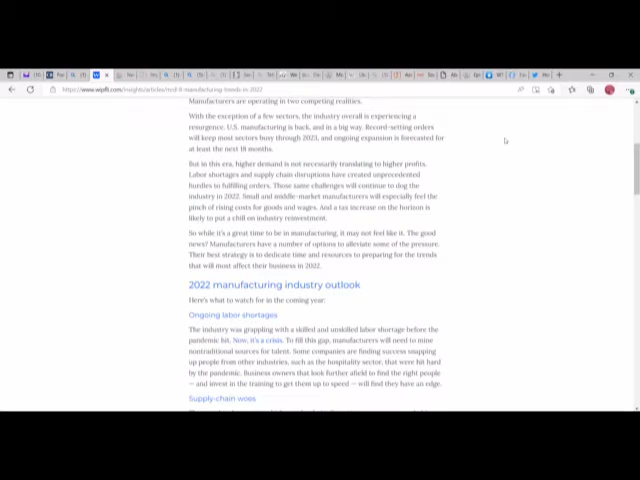 https://www.wipfli.com/insights/articles/mcd-8-manufacturing-trends-in-2022
Manufacturers are operating in two competing realities.
With the exception of a few sectors, the industry overall is experiencing a
resurgence. U.S. manufacturing is back, and in a big way. Record-setting orders
will keep most sectors busy through 2023, and ongoing expansion is forecasted for
at least the next 18 months.
But in this era, higher demand is not necessarily translating to higher profits.
Labor shortages and supply chain disruptions have created unprecedented
hurdles to fulfilling orders. Those same challenges will continue to dog the
industry in 2022. Small and middle-market manufacturers will especially feel the
pinch of rising costs for goods and wages. And a tax increase on the horizon is
likely to put a chill on industry reinvestment.
So while it's a great time to be in manufacturing, it may not feel like it. The good
news? Manufacturers have a number of options to alleviate some of the pressure.
Their best strategy is to dedicate time and resources to preparing for the trends
that will most affect their business in 2022.
2022 manufacturing industry outlook
Here's what to watch for in the coming year:
Ongoing labor shortages
The industry was grappling with a skilled and unskilled labor shortage before the
pandemic hit. Now, it's a crisis. To fill this gap, manufacturers will need to mine
nontraditional sources for talent. Some companies are finding success snapping
up people from other industries, such as the hospitality sector, that were hit hard
by the pandemic. Business owners that look further afield to find the right people
— and invest in the training to get them up to speed — will find they have an edge.
Supply-chain woes